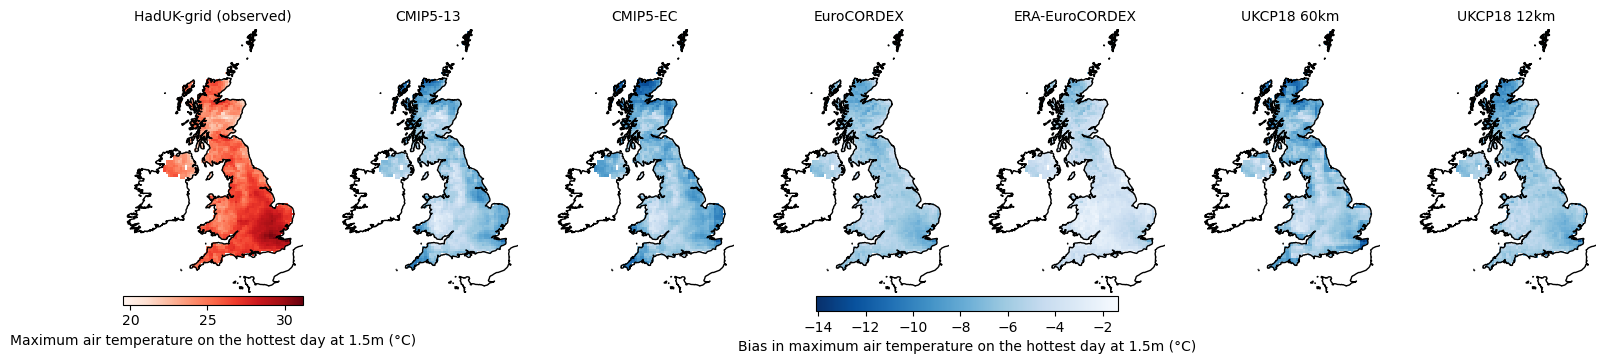 HadUK-grid (observed)
CMIP5-13
CMIP5-EC
EuroCORDEX
ERA-EuroCORDEX
UKCP18 60km
UKCP18 12km
20 25 30
Maximum air temperature on the hottest day at 1.5m (°C)
−14 −12 −10 −8 −6 −4 −2
Bias in maximum air temperature on the hottest day at 1.5m (°C)